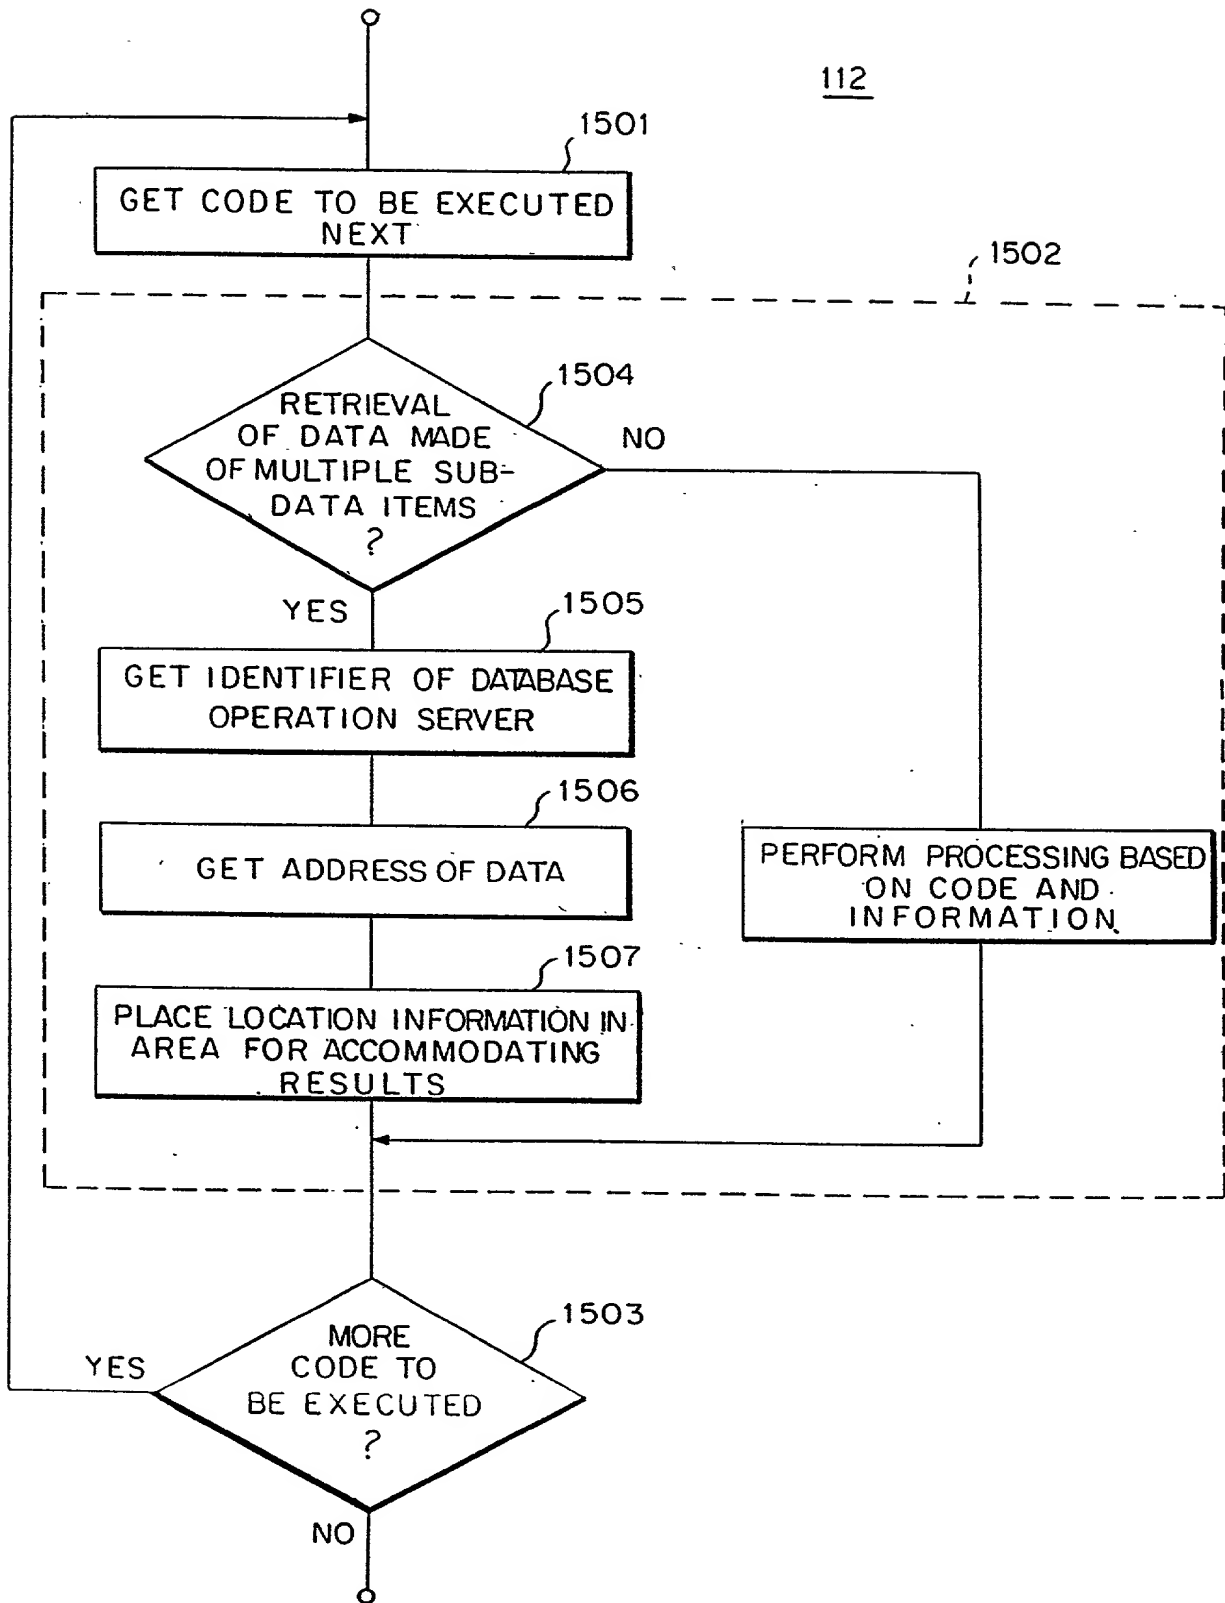 112
1501
GET CODE TO BE EXECUTED
NEXT
1502
1504
RETRIEVAL
OF DATA MADE
OF MULTIPLE SUB-
DATA ITEMS
?
NO
YES
1505
GET IDENTIFIER OF DATABASE
OPERATION SERVER
1506
GET ADDRESS OF DATA
PERFORM PROCESSING BASED
ON CODE AND
INFORMATION
1507
PLACE LOCATION INFORMATION IN
AREA FOR ACCOMMODATING
RESULTS
1503
MORE
CODE TO
BE EXECUTED
?
YES
NO